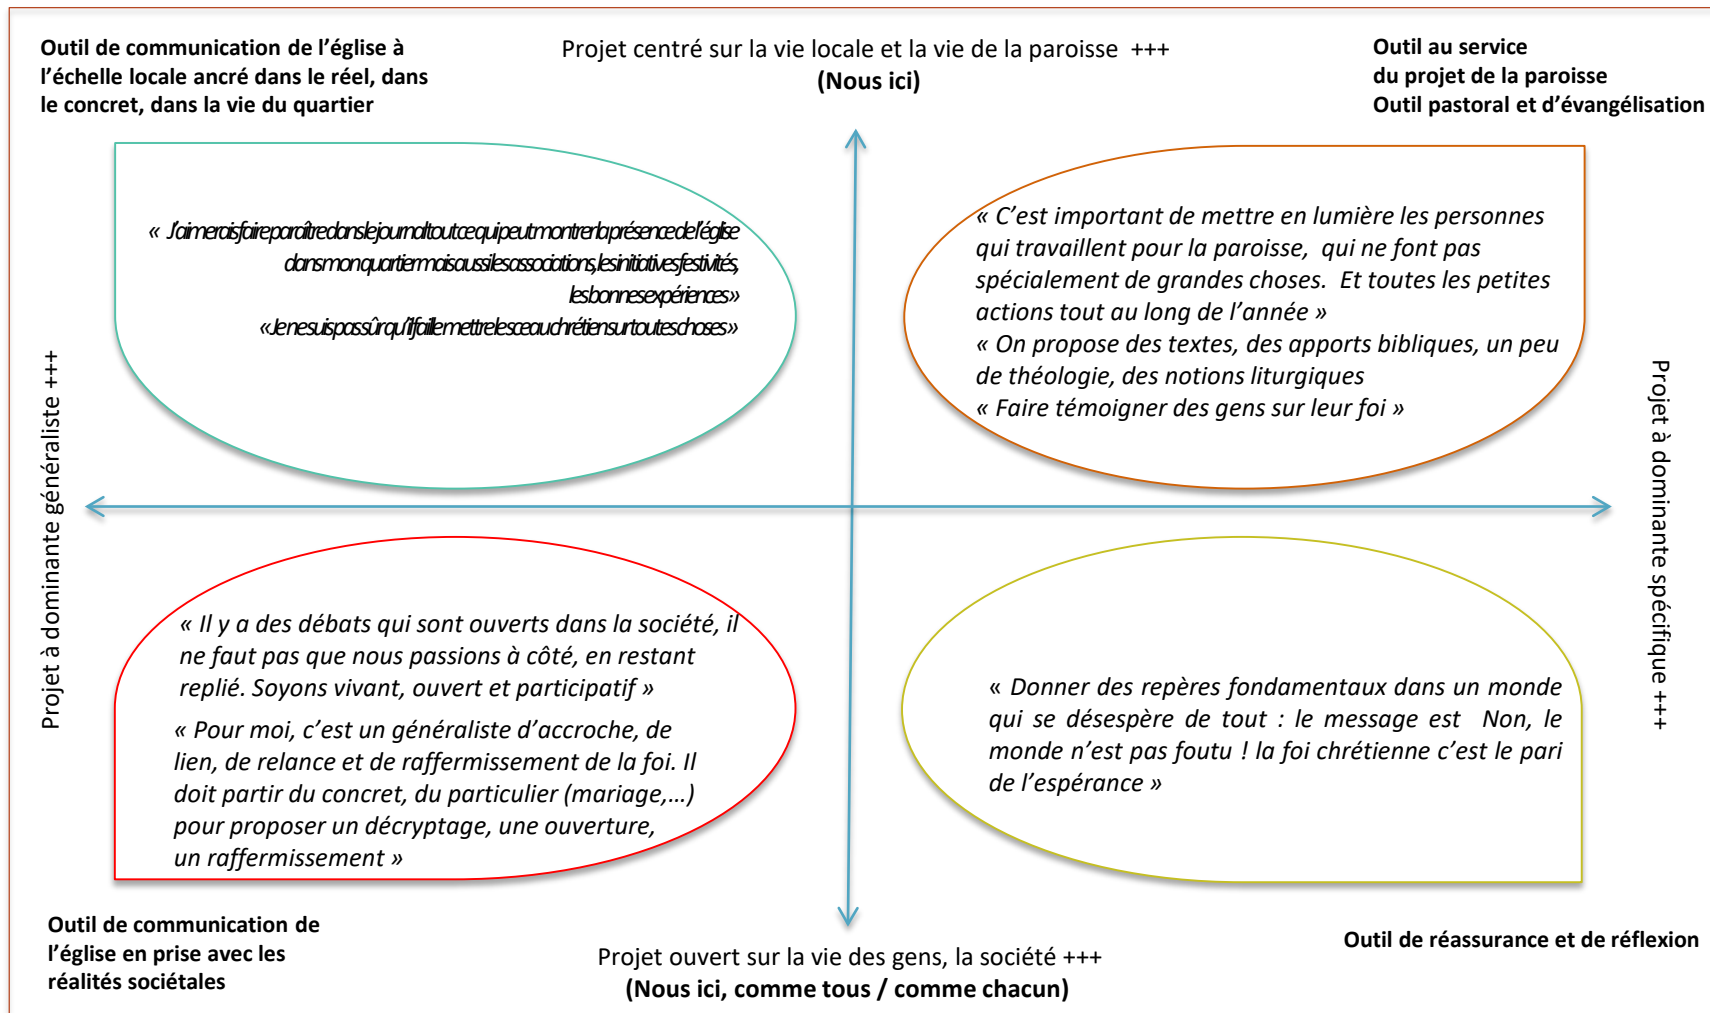 Outil de communication de l’église à
l’échelle locale ancré dans le réel, dans
le concret, dans la vie du quartier
Projet centré sur la vie locale et la vie de la paroisse +++
(Nous ici)
Outil au service
du projet de la paroisse
Outil pastoral et d’évangélisation
« J’aimerais faire paraître dans le journal tout ce qui peut montrer la présence de l’église
dans mon quartier mais aussi les associations, les initiatives festivités,
les bonnes expériences »
« Je ne suis pas sûr qu’il faille mettre le sceau chrétien sur toutes choses »
« C’est important de mettre en lumière les personnes
qui travaillent pour la paroisse, qui ne font pas
spécialement de grandes choses. Et toutes les petites
actions tout au long de l’année »
« On propose des textes, des apports bibliques, un peu
de théologie, des notions liturgiques
« Faire témoigner des gens sur leur foi »
Projet à dominante généraliste +++
Projet à dominante spécifique +++
« Il y a des débats qui sont ouverts dans la société, il
ne faut pas que nous passions à côté, en restant
replié. Soyons vivant, ouvert et participatif »
« Pour moi, c’est un généraliste d’accroche, de
lien, de relance et de raffermissement de la foi. Il
doit partir du concret, du particulier (mariage,…)
pour proposer un décryptage, une ouverture,
un raffermissement »
« Donner des repères fondamentaux dans un monde
qui se désespère de tout : le message est Non, le
monde n’est pas foutu ! la foi chrétienne c’est le pari
de l’espérance »
Outil de communication de
l’église en prise avec les
réalités sociétales
Projet ouvert sur la vie des gens, la société +++
(Nous ici, comme tous / comme chacun)
Outil de réassurance et de réflexion